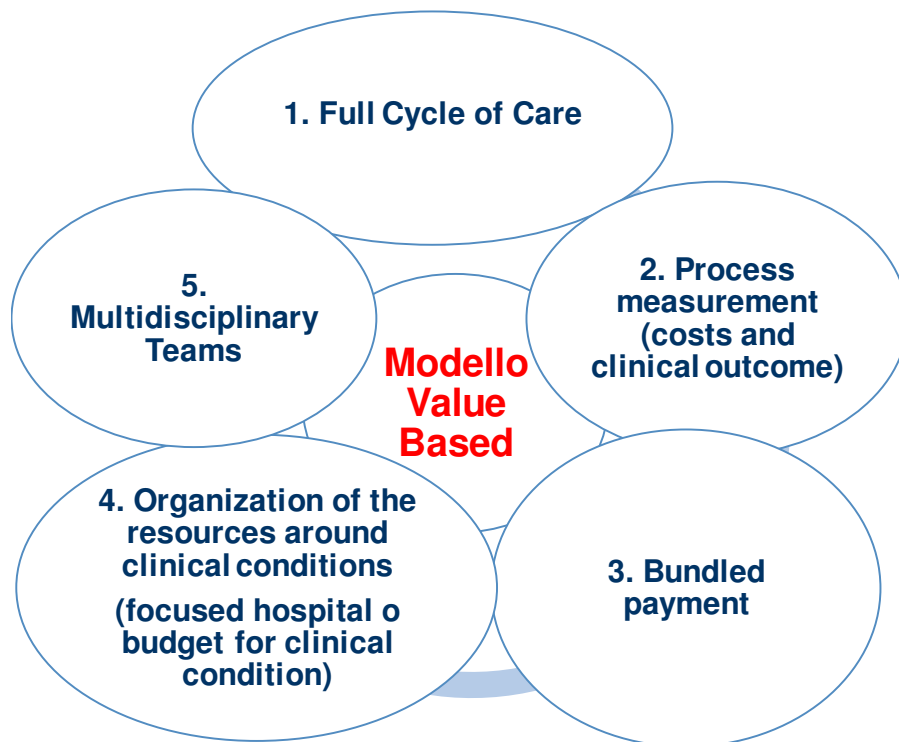 1. Full Cycle of Care
2. Process
measurement
(costs and
clinical outcome)
3. Bundled
payment
4. Organization of the
resources around
clinical conditions
(focused hospital o
budget for clinical
condition)
5.
Multidisciplinary
Teams
Modello
Value
Based